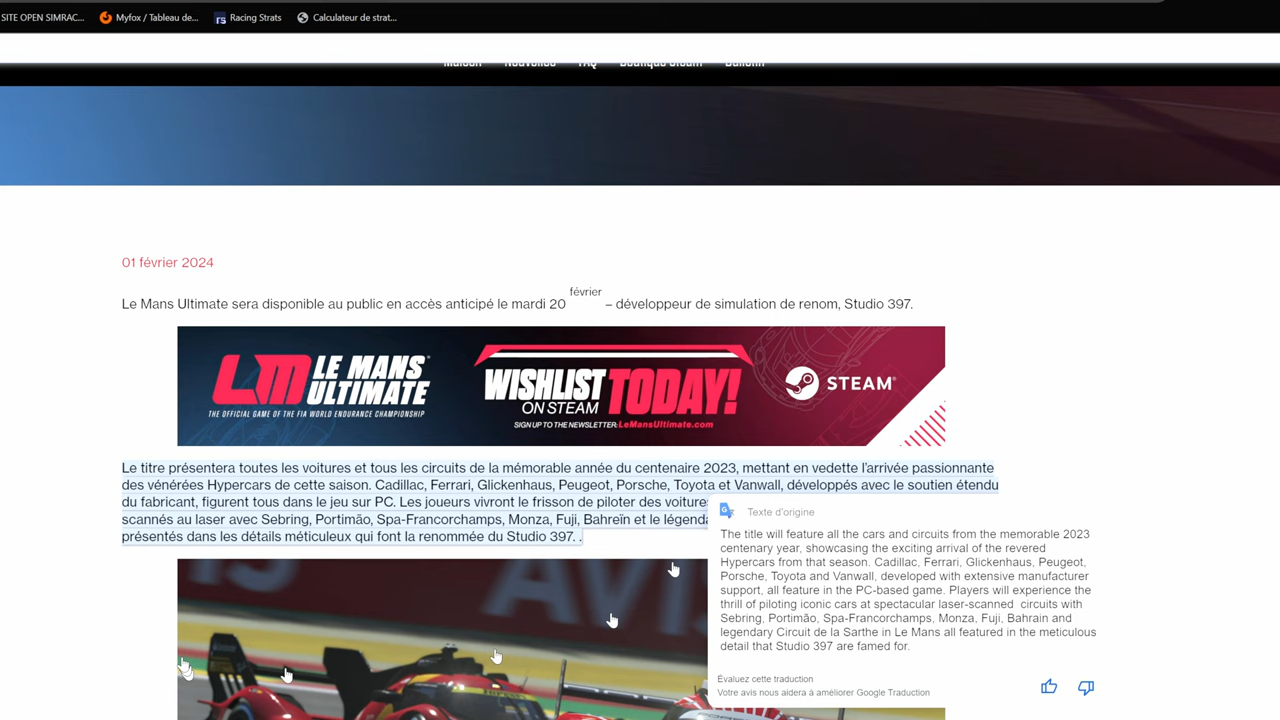 SITE OPEN SIMRAC... Myfox / Tableau de... rs Racing Strats Calculateur de strat...
Maison Nouvelles FAQ Boutique Steam Bulletin
01 février 2024
Le Mans Ultimate sera disponible au public en accès anticipé le mardi 20 février – développeur de simulation de renom, Studio 397.
LM LE MANS ULTIMATE
THE OFFICIAL GAME OF THE FIA WORLD ENDURANCE CHAMPIONSHIP
WISHLIST TODAY!
ON STEAM
SIGN UP TO THE NEWSLETTER: LeMansUltimate.com
STEAM®
Le titre présentera toutes les voitures et tous les circuits de la mémorable année du centenaire 2023, mettant en vedette l'arrivée passionnante
des vénérées Hypercars de cette saison. Cadillac, Ferrari, Glickenhaus, Peugeot, Porsche, Toyota et Vanwall, développés avec le soutien étendu
du fabricant, figurent tous dans le jeu sur PC. Les joueurs vivront le frisson de piloter des voitures
scannés au laser avec Sebring, Portimão, Spa-Francorchamps, Monza, Fuji, Bahreïn et le légenda
présentés dans les détails méticuleux qui font la renommée du Studio 397. .
Texte d'origine
The title will feature all the cars and circuits from the memorable 2023
centenary year, showcasing the exciting arrival of the revered
Hypercars from that season. Cadillac, Ferrari, Glickenhaus, Peugeot,
Porsche, Toyota and Vanwall, developed with extensive manufacturer
support, all feature in the PC-based game. Players will experience the
thrill of piloting iconic cars at spectacular laser-scanned circuits with
Sebring, Portimão, Spa-Francorchamps, Monza, Fuji, Bahrain and
legendary Circuit de la Sarthe in Le Mans all featured in the meticulous
detail that Studio 397 are famed for.
Évaluez cette traduction
Votre avis nous aidera à améliorer Google Traduction